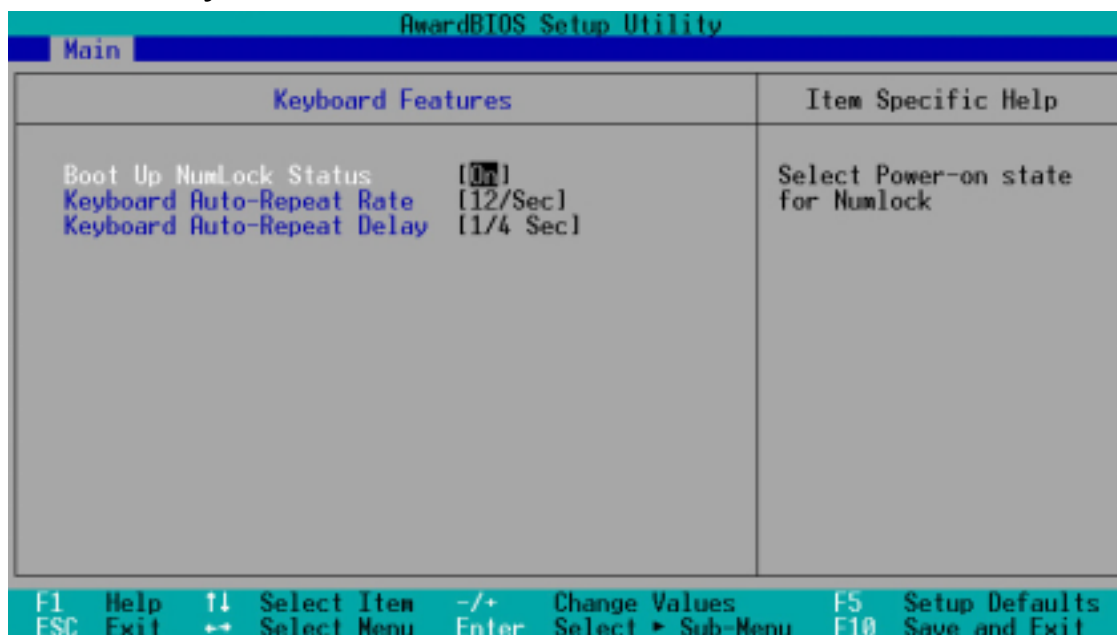 AwardBIOS Setup Utility
Main
Keyboard Features
Item Specific Help
Boot Up NumLock Status [On]
Keyboard Auto-Repeat Rate [12/Sec]
Keyboard Auto-Repeat Delay [1/4 Sec]
Select Power-on state
for Numlock
F1 Help ↑↓ Select Item -/+ Change Values F5 Setup Defaults
ESC Exit ←→ Select Menu Enter Select ► Sub-Menu F10 Save and Exit